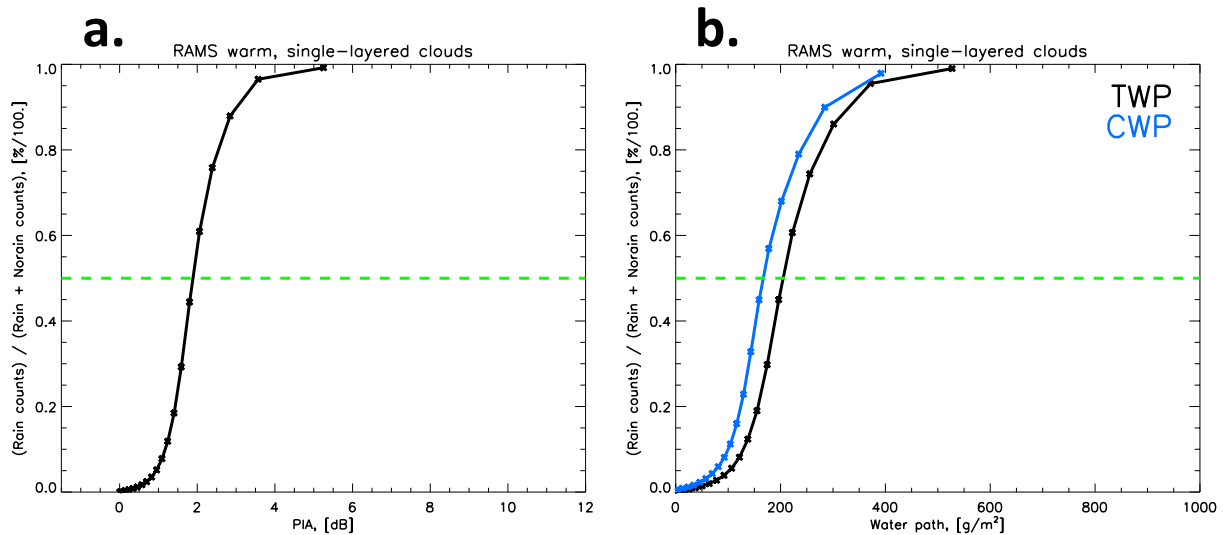 a.
RAMS warm, single-layered clouds
(Rain counts) / (Rain + Norain counts), [%/100.]
1.0
0.8
0.6
0.4
0.2
0.0
0 2 4 6 8 10 12
PIA, [dB]
b.
RAMS warm, single-layered clouds
(Rain counts) / (Rain + Norain counts), [%/100.]
1.0
0.8
0.6
0.4
0.2
0.0
TWP
CWP
0 200 400 600 800 1000
Water path, [g/m²]